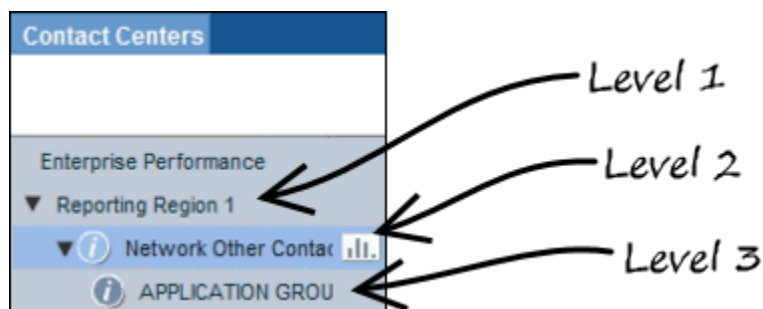 Contact Centers
Level 1
Enterprise Performance
Level 2
Reporting Region 1
Network Other Contac
Level 3
APPLICATION GROU